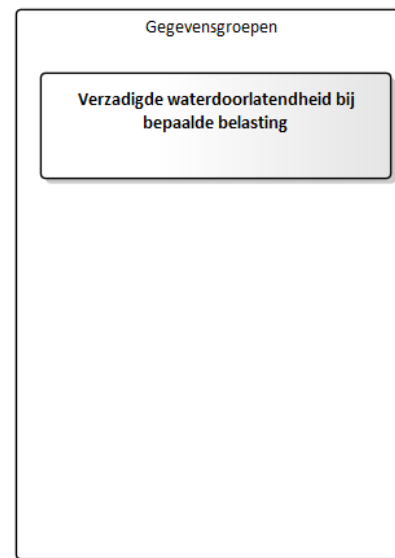 Gegevensgroepen
Verzadigde waterdoorlatendheid bij
bepaalde belasting